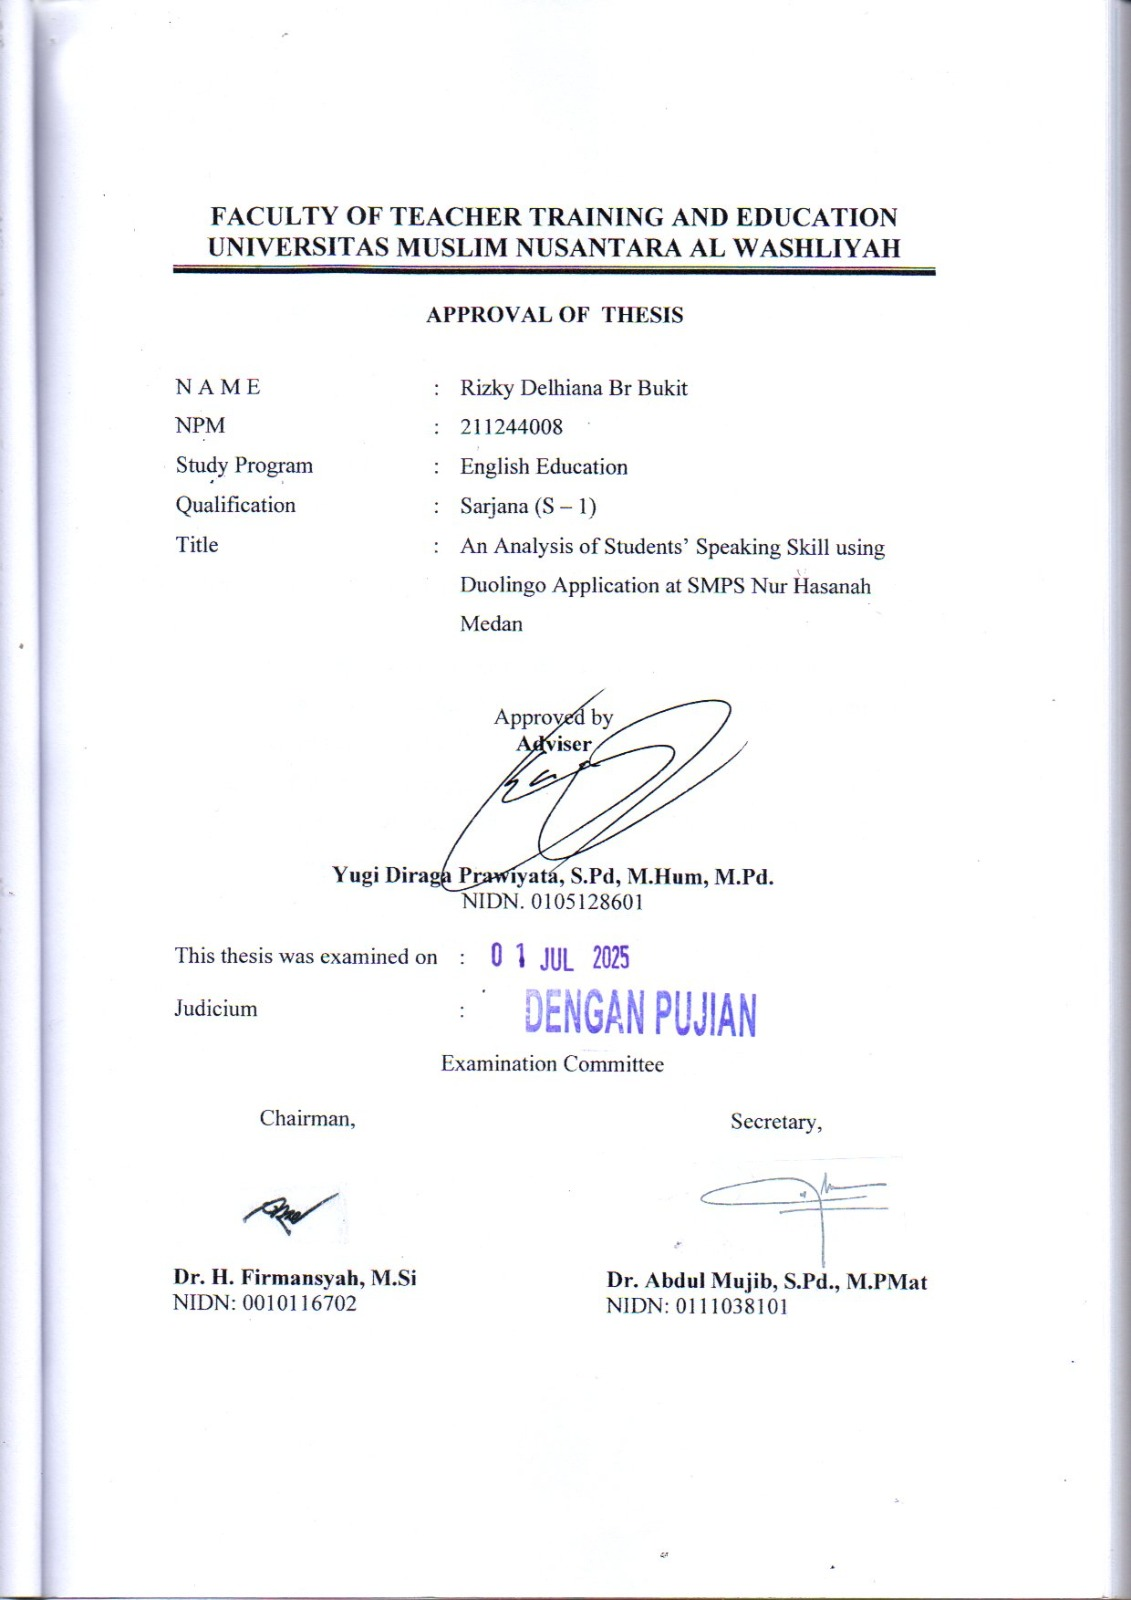 FACULTY OF TEACHER TRAINING AND EDUCATION
UNIVERSITAS MUSLIM NUSANTARA AL WASHLIYAH
APPROVAL OF THESIS
N A M E : Rizky Delhiana Br Bukit
NPM : 211244008
Study Program : English Education
Qualification : Sarjana (S – 1)
Title : An Analysis of Students’ Speaking Skill using
Duolingo Application at SMPS Nur Hasanah
Medan
Approved by
Adviser
Yugi Diraga Prawiyata, S.Pd, M.Hum, M.Pd.
NIDN. 0105128601
This thesis was examined on : 01 JUL 2025
Judicium : DENGAN PUJIAN
Examination Committee
Chairman,
Secretary,
Dr. H. Firmansyah, M.Si
NIDN: 0010116702
Dr. Abdul Mujib, S.Pd., M.PMat
NIDN: 0111038101